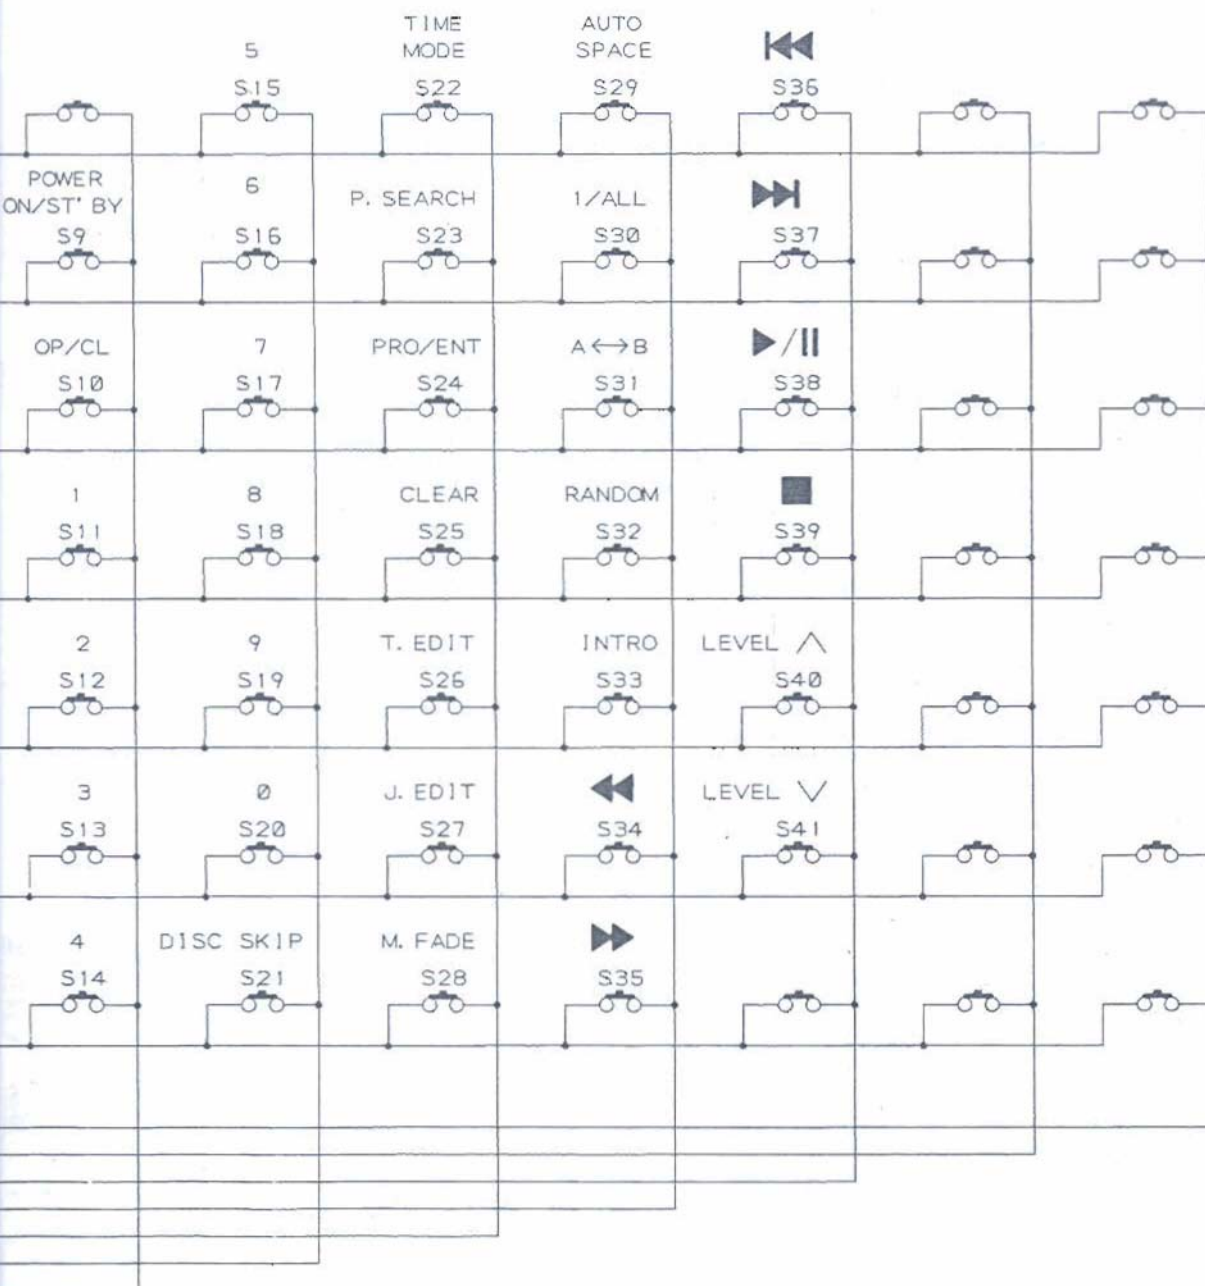 TIME
AUTO
5
MODE
SPACE
S15
S22
S29
S36
POWER
ON/ST'BY
6
P. SEARCH
1/ALL
S9
S16
S23
S30
S37
OP/CL
7
PRO/ENT
A↔B
▶/II
S10
S17
S24
S31
S38
1
8
CLEAR
RANDOM
S11
S18
S25
S32
S39
2
9
T. EDIT
INTRO
LEVEL ∧
S12
S19
S26
S33
S40
3
0
J. EDIT
LEVEL ∨
S13
S20
S27
S34
S41
4
DISC SKIP
M. FADE
S14
S21
S28
S35